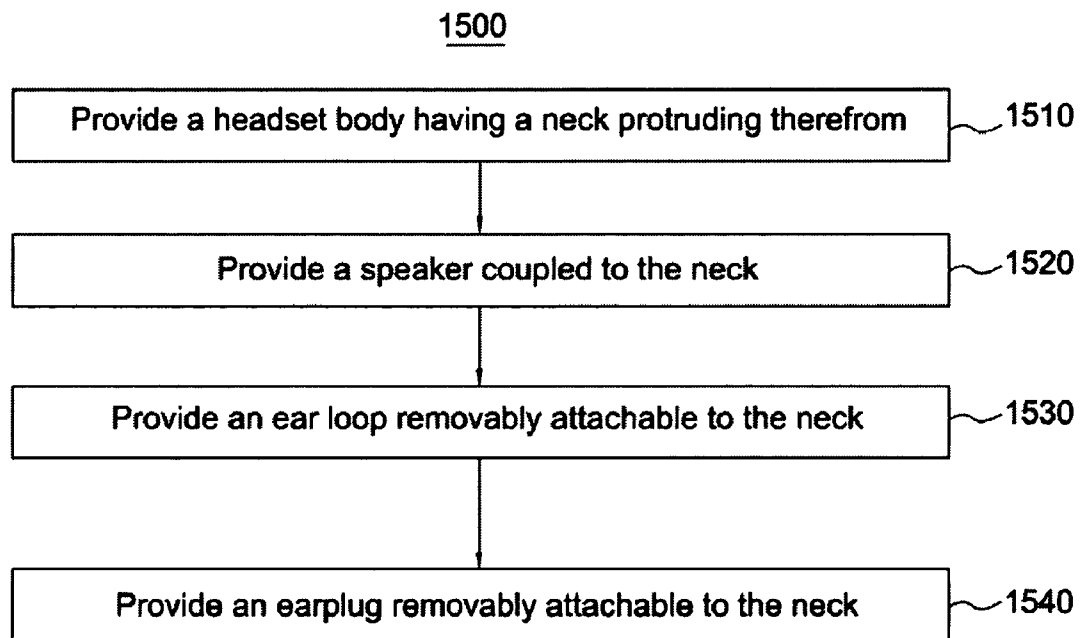 1500
Provide a headset body having a neck protruding therefrom
1510
Provide a speaker coupled to the neck
1520
Provide an ear loop removably attachable to the neck
1530
Provide an earplug removably attachable to the neck
1540